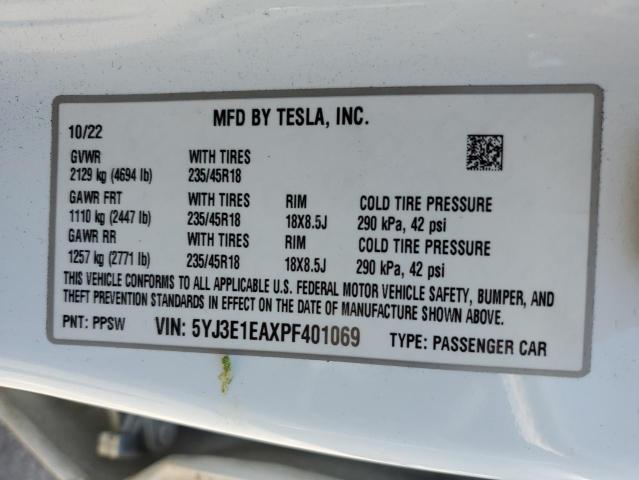 MFD BY TESLA, INC.
10/22
GVWR WITH TIRES
2129 kg (4694 lb) 235/45R18
GAWR FRT WITH TIRES RIM COLD TIRE PRESSURE
1110 kg (2447 lb) 235/45R18 18X8.5J 290 kPa, 42 psi
GAWR RR WITH TIRES RIM COLD TIRE PRESSURE
1257 kg (2771 lb) 235/45R18 18X8.5J 290 kPa, 42 psi
THIS VEHICLE CONFORMS TO ALL APPLICABLE U.S. FEDERAL MOTOR VEHICLE SAFETY, BUMPER, AND
THEFT PREVENTION STANDARDS IN EFFECT ON THE DATE OF MANUFACTURE SHOWN ABOVE.
PNT: PPSW VIN: 5YJ3E1EAXPF401069 TYPE: PASSENGER CAR